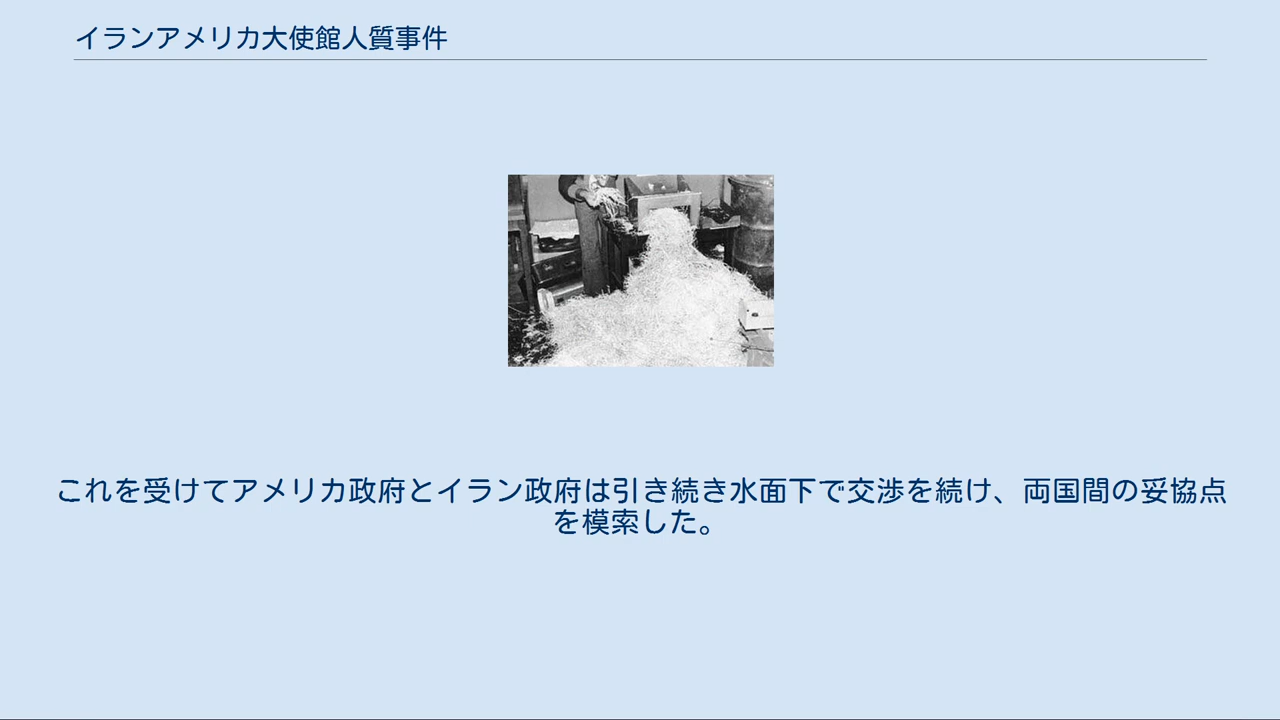 イランアメリカ大使館人質事件
これを受けてアメリカ政府とイラン政府は引き続き水面下で交渉を続け、両国間の妥協点
を模索した。